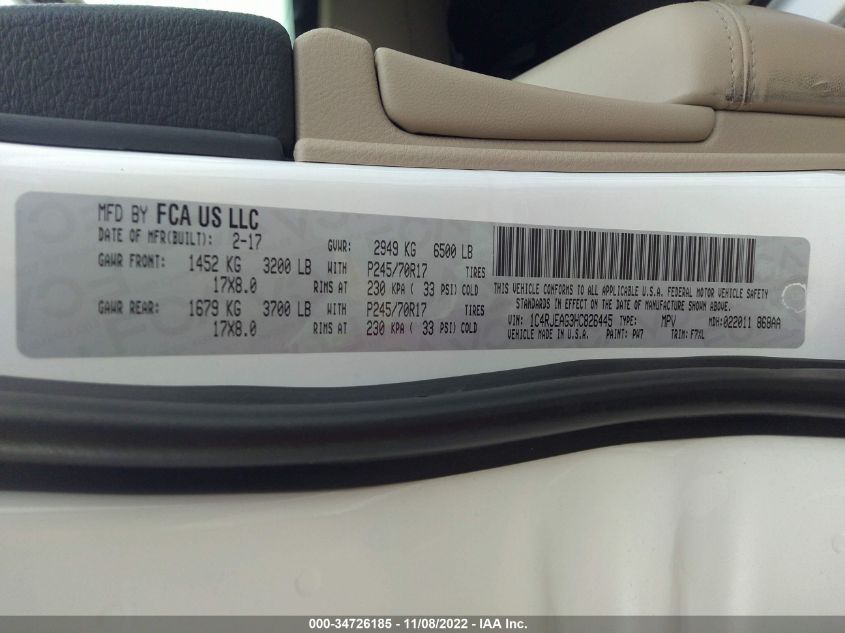 MFD BY FCA US LLC
DATE OF MFR(BUILT): 2-17 GVWR: 2949 KG 6500 LB
GAWR FRONT: 1452 KG 3200 LB WITH P245/70R17 TIRES
17X8.0 RIMS AT 230 KPA ( 33 PSI) COLD
GAWR REAR: 1679 KG 3700 LB WITH P245/70R17 TIRES
17X8.0 RIMS AT 230 KPA ( 33 PSI) COLD
THIS VEHICLE CONFORMS TO ALL APPLICABLE U.S.A. FEDERAL MOTOR VEHICLE SAFETY
STANDARDS IN EFFECT ON THE DATE OF MANUFACTURE SHOWN ABOVE.
VIN: 1C4RJEAG3HC826445 TYPE: MPV MDH:022011 869AA
VEHICLE MADE IN U.S.A. PAINT: PW7 TRIM: F7XL
000-34726185 - 11/08/2022 - IAA Inc.